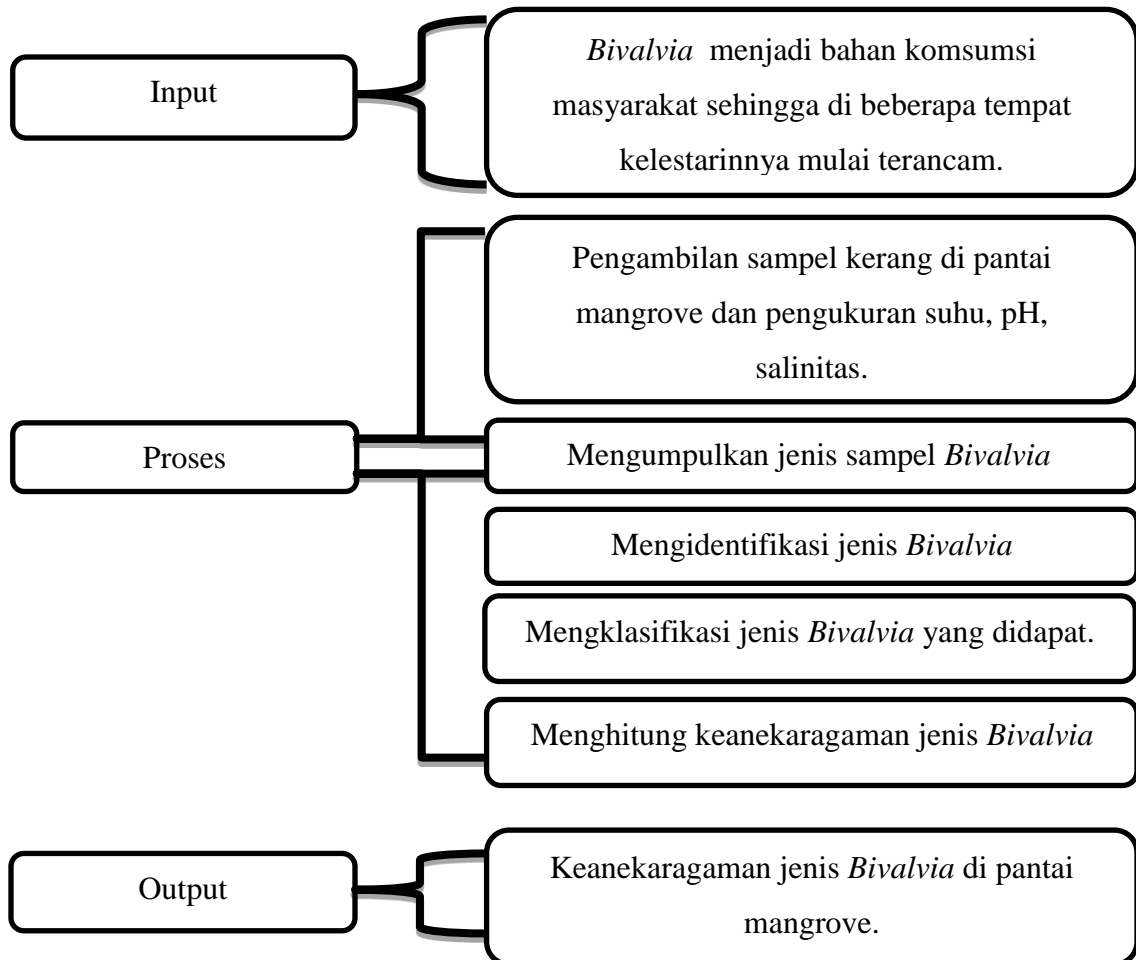 Input
Bivalvia menjadi bahan komsumsi
masyarakat sehingga di beberapa tempat
kelestarinnya mulai terancam.
Proses
Pengambilan sampel kerang di pantai
mangrove dan pengukuran suhu, pH,
salinitas.
Mengumpulkan jenis sampel Bivalvia
Mengidentifikasi jenis Bivalvia
Mengklasifikasi jenis Bivalvia yang didapat.
Menghitung keanekaragaman jenis Bivalvia
Output
Keanekaragaman jenis Bivalvia di pantai
mangrove.